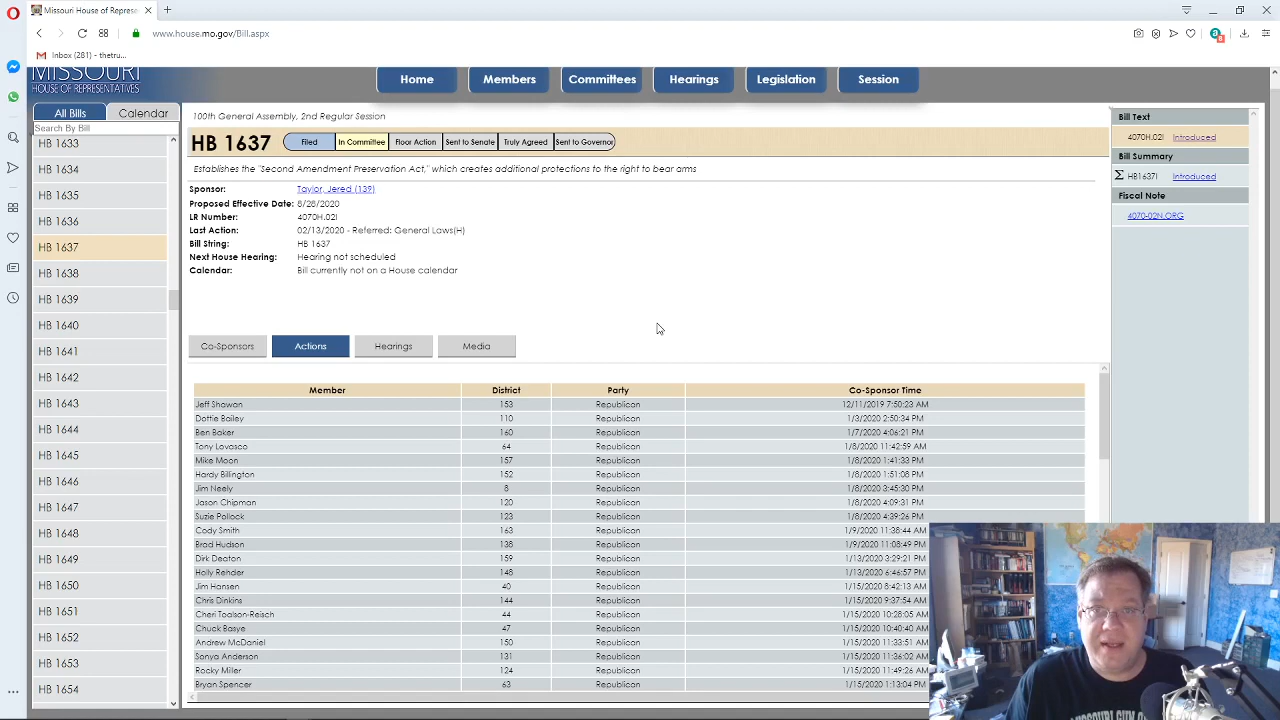 Missouri House of Represe
www.house.mo.gov/Bill.aspx
8
Inbox (281) - thetru...
MISSOURI
HOUSE OF REPRESENTATIVES
Home
Members
Committees
Hearings
Legislation
Session
All Bills
Calendar
Search By Bill
HB 1633
HB 1634
HB 1635
HB 1636
HB 1637
HB 1638
HB 1639
HB 1640
HB 1641
HB 1642
HB 1643
HB 1644
HB 1645
HB 1646
HB 1647
HB 1648
HB 1649
HB 1650
HB 1651
HB 1652
HB 1653
HB 1654
100th General Assembly, 2nd Regular Session
HB 1637
Filed
In Committee
Floor Action
Sent to Senate
Truly Agreed
Sent to Governor
Establishes the "Second Amendment Preservation Act," which creates additional protections to the right to bear arms
Sponsor: Taylor, Jered (139)
Proposed Effective Date: 8/28/2020
LR Number: 4070H.02I
Last Action: 02/13/2020 - Referred: General Laws(H)
Bill String: HB 1637
Next House Hearing: Hearing not scheduled
Calendar: Bill currently not on a House calendar
Co-Sponsors
Actions
Hearings
Media
Member District Party Co-Sponsor Time
Jeff Shawan 153 Republican 12/11/2019 7:50:23 AM
Dottie Bailey 110 Republican 1/3/2020 2:50:34 PM
Ben Baker 160 Republican 1/7/2020 4:06:21 PM
Tony Lovasco 64 Republican 1/8/2020 11:42:59 AM
Mike Moon 157 Republican 1/8/2020 1:41:33 PM
Hardy Billington 152 Republican 1/8/2020 1:51:08 PM
Jim Neely 8 Republican 1/8/2020 3:45:30 PM
Jason Chipman 120 Republican 1/8/2020 4:09:31 PM
Suzie Pollock 123 Republican 1/8/2020 4:39:26 PM
Cody Smith 163 Republican 1/9/2020 11:38:44 AM
Brad Hudson 138 Republican 1/9/2020 11:08:49 PM
Dirk Deaton 159 Republican 1/13/2020 3:29:21 PM
Holly Rehder 148 Republican 1/13/2020 6:46:57 PM
Jim Hansen 40 Republican 1/15/2020 8:42:13 AM
Chris Dinkins 144 Republican 1/15/2020 9:37:54 AM
Cheri Toalson-Reisch 44 Republican 1/15/2020 10:28:05 AM
Chuck Basye 47 Republican 1/15/2020 10:40:40 AM
Andrew McDaniel 150 Republican 1/15/2020 11:33:51 AM
Sonya Anderson 131 Republican 1/15/2020 11:36:02 AM
Rocky Miller 124 Republican 1/15/2020 11:49:26 AM
Bryan Spencer 63 Republican 1/15/2020 1:13:04 PM
Bill Text
4070H.02I Introduced
Bill Summary
Σ HB1637I Introduced
Fiscal Note
4070-02N.ORG
MISSOURI GUN